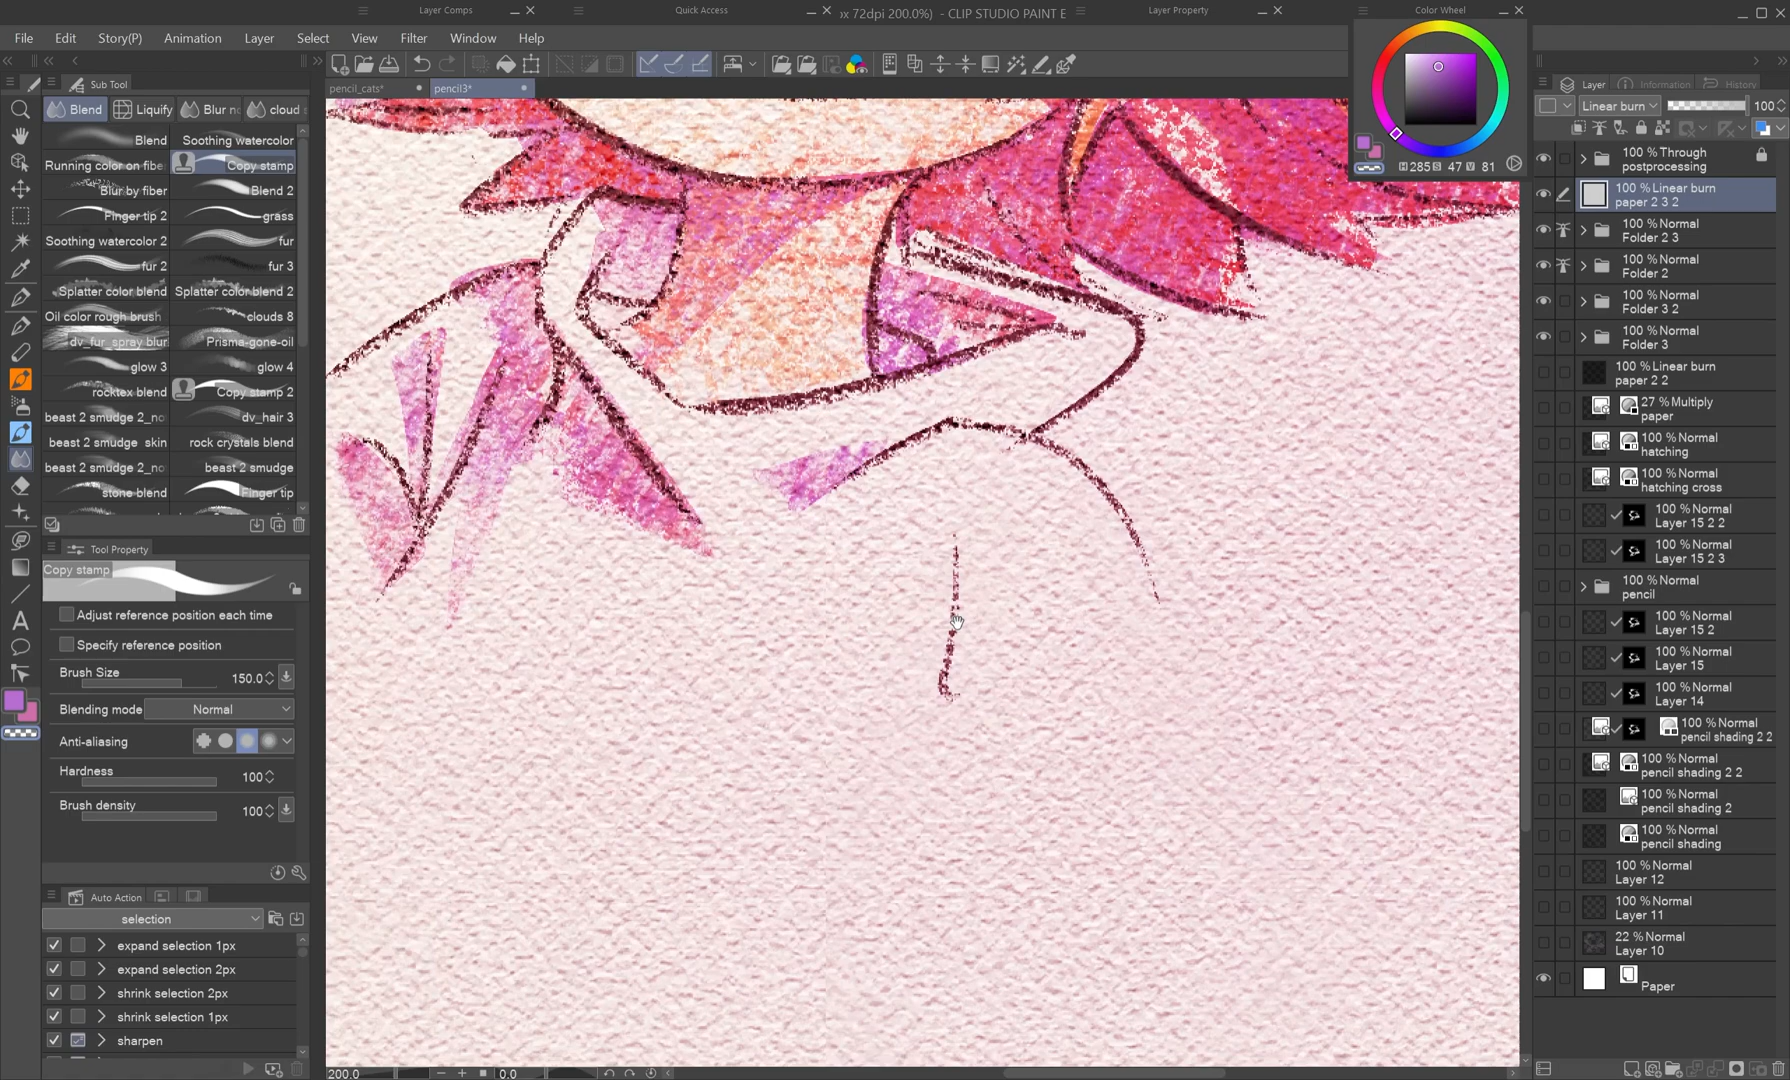 Layer Comps
Quick Access
px 72dpi 200.0%) - CLIP STUDIO PAINT E
Layer Property
Color Wheel
File Edit Story(P) Animation Layer Select View Filter Window Help
Sub Tool
pencil_cats*
pencil3*
Blend
Liquify
cloud
Blend
Soothing watercolor
Running color on fibe
Copy stamp
Blur by fiber
Blend 2
Finger tip 2
grass
Soothing watercolor 2
fur
fur 2
fur 3
Splatter color blend
Splatter color blend 2
Oil color rough brush
clouds 8
dv_fur_spray blur
Prisma-gone-oil
glow 3
glow 4
rocktex blend
Copy stamp 2
beast 2 smudge 2_no
dv_hair 3
beast 2 smudge skin
rock crystals blend
beast 2 smudge 2_no
beast 2 smudge
stone blend
Finger tip
Tool Property
Copy stamp
Adjust reference position each time
Specify reference position
Brush Size 150.0
Blending mode Normal
Anti-aliasing
Hardness 100
Brush density 100
Auto Action
selection
expand selection 1px
expand selection 2px
shrink selection 2px
shrink selection 1px
sharpen
200.0
0.0
H 285 S 47 V 81
Layer
Information
History
Linear burn 100
100 % Through
postprocessing
100 % Linear burn
paper 2 3 2
100 % Normal
Folder 2 3
100 % Normal
Folder 2
100 % Normal
Folder 3 2
100 % Normal
Folder 3
100 % Linear burn
paper 2 2
27 % Multiply
paper
100 % Normal
hatching
100 % Normal
hatching cross
100 % Normal
Layer 15 2 2
100 % Normal
Layer 15 2 3
100 % Normal
pencil
100 % Normal
Layer 15 2
100 % Normal
Layer 15
100 % Normal
Layer 14
100 % Normal
pencil shading 2 2
100 % Normal
pencil shading 2 2
100 % Normal
pencil shading 2
100 % Normal
pencil shading
100 % Normal
Layer 12
100 % Normal
Layer 11
22 % Normal
Layer 10
Paper